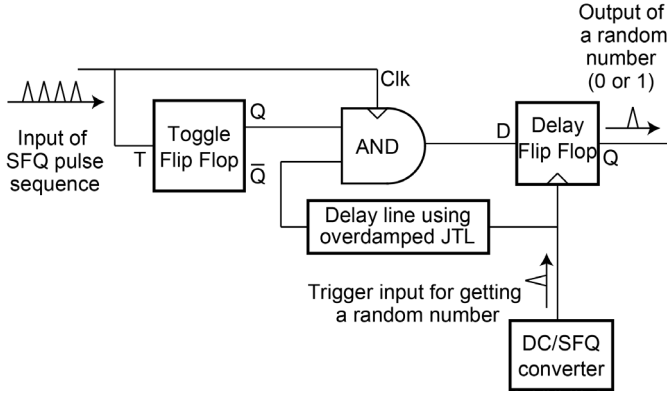 Output of
a random
number
(0 or 1)
Clk
Input of
SFQ pulse
sequence
T
Toggle
Flip Flop
Q
Q̅
AND
D
Delay
Flip Flop
Q
Delay line using
overdamped JTL
Trigger input for getting
a random number
DC/SFQ
converter